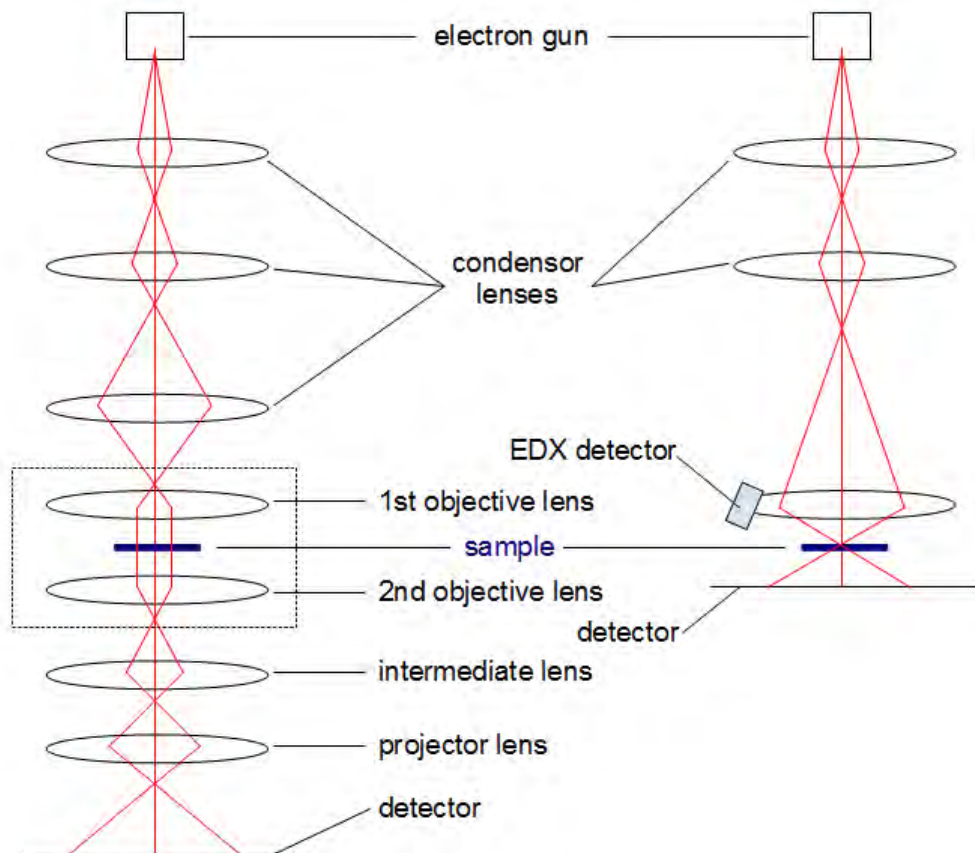 electron gun
condensor
lenses
EDX detector
1st objective lens
sample
2nd objective lens
detector
intermediate lens
projector lens
detector